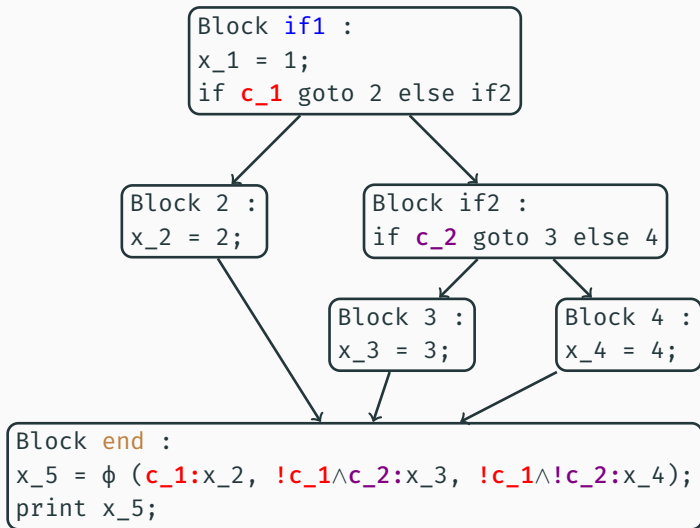 Block if1 :
x_1 = 1;
if c_1 goto 2 else if2
Block 2 :
x_2 = 2;
Block if2 :
if c_2 goto 3 else 4
Block 3 :
x_3 = 3;
Block 4 :
x_4 = 4;
Block end :
x_5 = ϕ (c_1:x_2, !c_1∧c_2:x_3, !c_1∧!c_2:x_4);
print x_5;